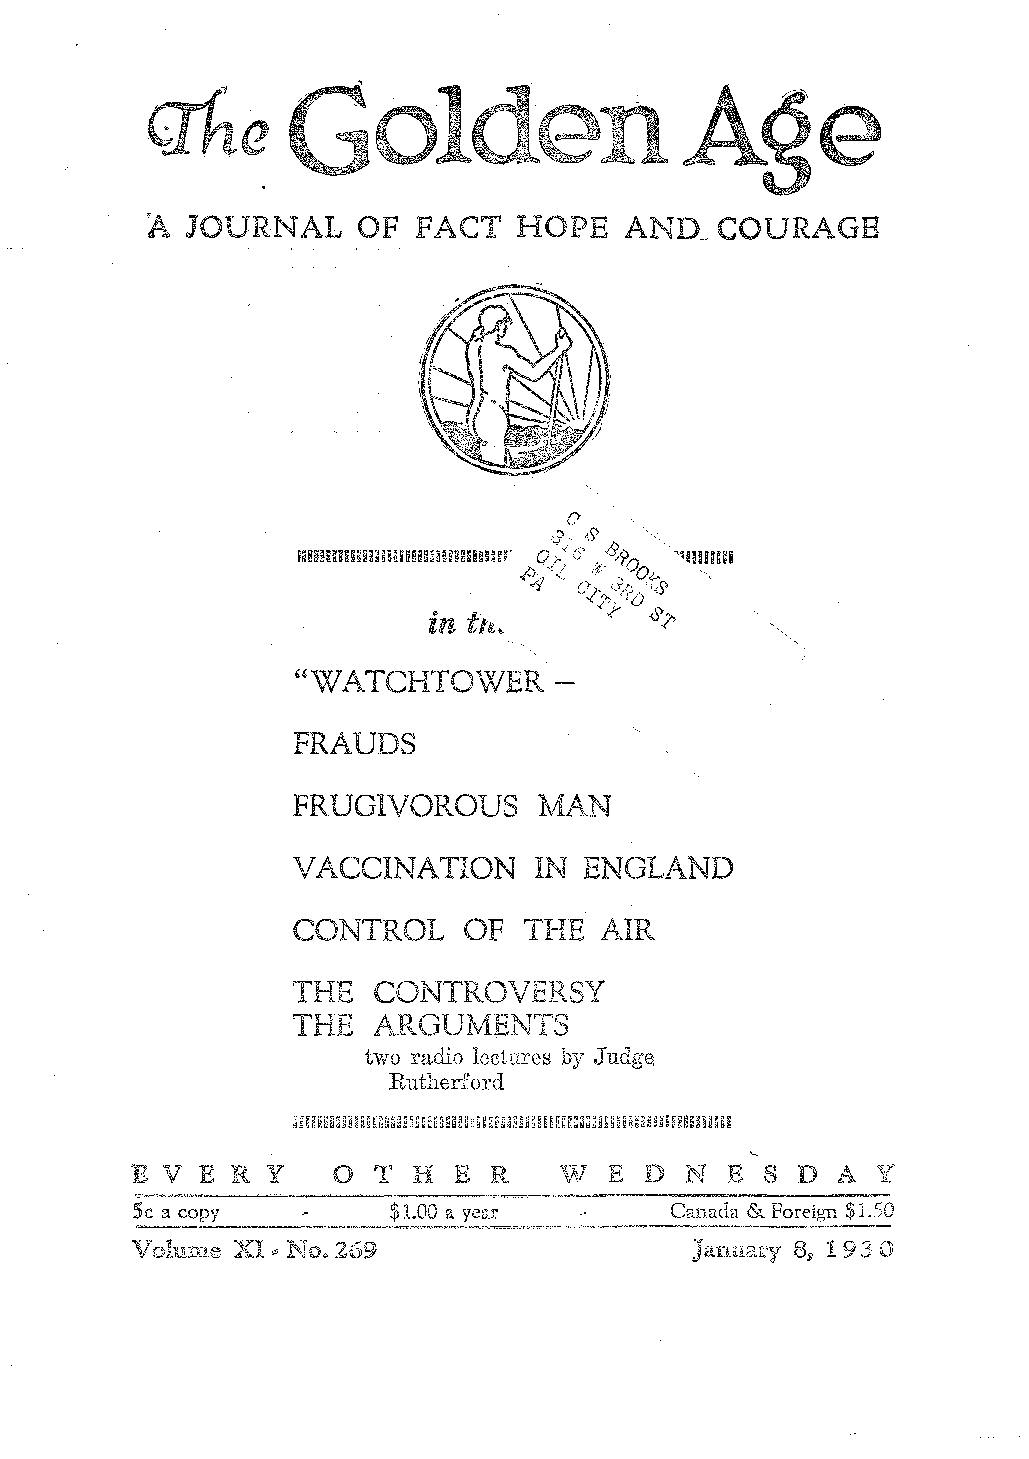 The Golden Age
A JOURNAL OF FACT HOPE AND COURAGE
C S BROOKS
316 W 3RD ST
OIL CITY
PA
in
"WATCHTOWER –
FRAUDS
FRUGIVOROUS MAN
VACCINATION IN ENGLAND
CONTROL OF THE AIR
THE CONTROVERSY
THE ARGUMENTS
two radio lectures by Judge
Rutherford
EVERY OTHER WEDNESDAY
5c a copy - $1.00 a year - Canada & Foreign $1.50
Volume XI - No. 269 January 8, 1930